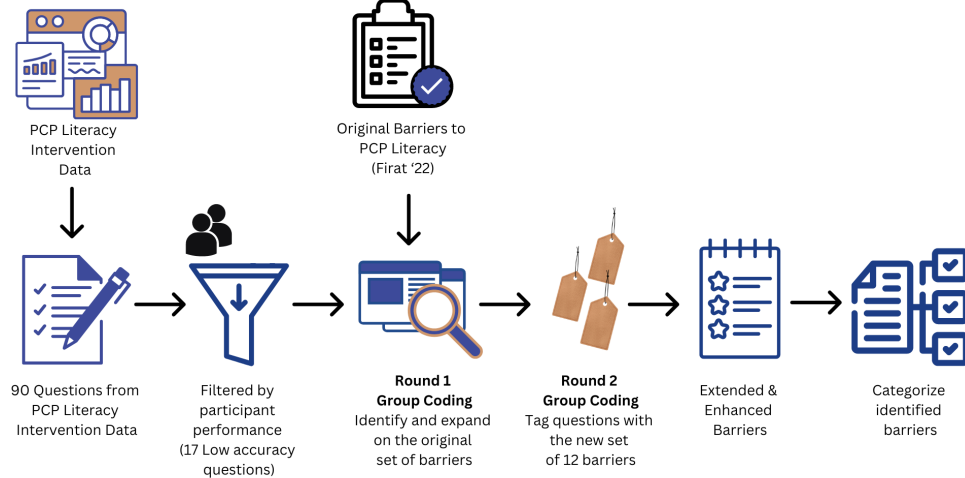 PCP Literacy
Intervention
Data
Original Barriers to
PCP Literacy
(Firat ‘22)
90 Questions from
PCP Literacy
Intervention Data
Filtered by
participant
performance
(17 Low accuracy
questions)
Round 1
Group Coding
Identify and expand
on the original
set of barriers
Round 2
Group Coding
Tag questions with
the new set
of 12 barriers
Extended &
Enhanced
Barriers
Categorize
identified
barriers